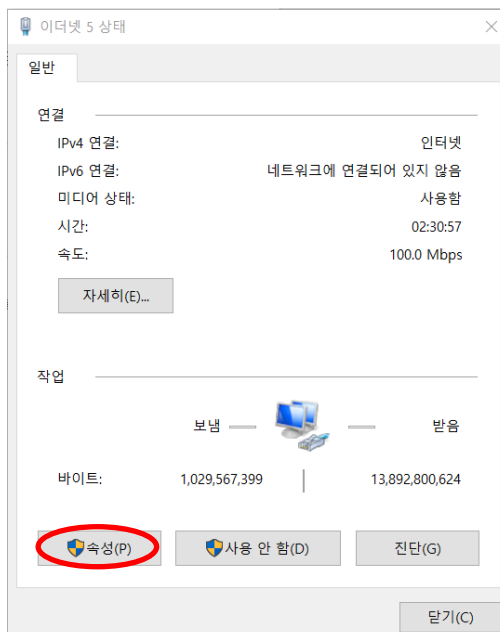 이더넷 5 상태
일반
연결
IPv4 연결: 인터넷
IPv6 연결: 네트워크에 연결되어 있지 않음
미디어 상태: 사용함
시간: 02:30:57
속도: 100.0 Mbps
자세히(E)...
작업
보냄 받음
바이트: 1,029,567,399 13,892,800,624
속성(P) 사용 안 함(D) 진단(G)
닫기(C)